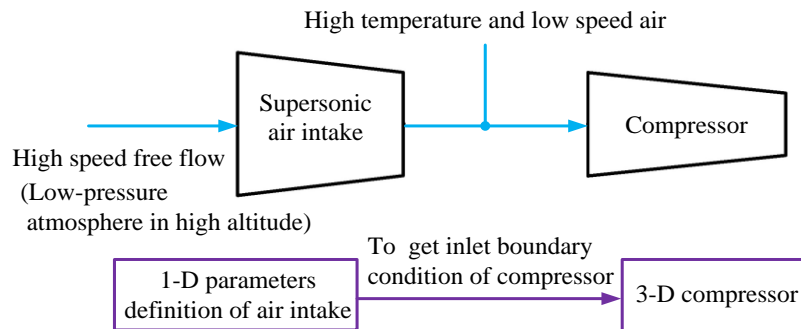 High temperature and low speed air
Supersonic
air intake
Compressor
High speed free flow
(Low-pressure
atmosphere in high altitude)
To get inlet boundary
condition of compressor
1-D parameters
definition of air intake
3-D compressor